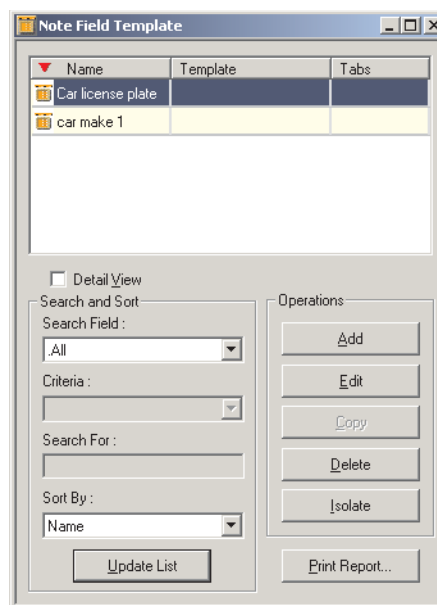 Note Field Template
Name Template Tabs
Car license plate
car make 1
Detail View
Search and Sort
Search Field :
.All
Criteria :
Search For :
Sort By :
Name
Update List
Operations
Add
Edit
Copy
Delete
Isolate
Print Report...